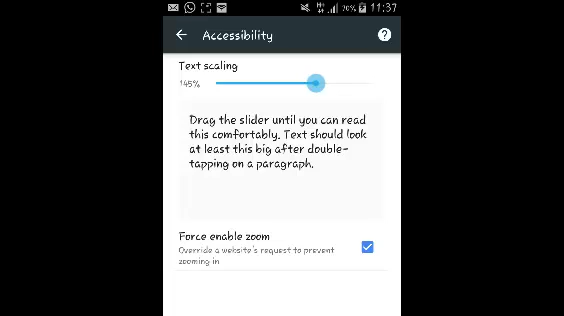 70% 11:37
Accessibility
Text scaling
145%
Drag the slider until you can read
this comfortably. Text should look
at least this big after double-
tapping on a paragraph.
Force enable zoom
Override a website's request to prevent
zooming in